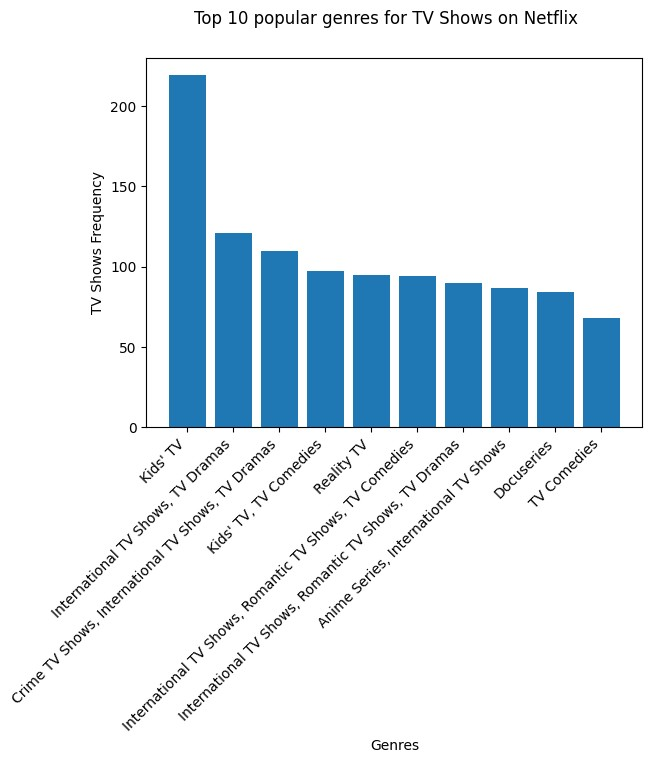 Top 10 popular genres for TV Shows on Netflix
TV Shows Frequency
200
150
100
50
0
Kids' TV
International TV Shows, TV Dramas
Crime TV Shows, International TV Shows, TV Dramas
Kids' TV, TV Comedies
Reality TV
International TV Shows, Romantic TV Shows, TV Comedies
International TV Shows, Romantic TV Shows, TV Dramas
Anime Series, International TV Shows
Docuseries
TV Comedies
Genres